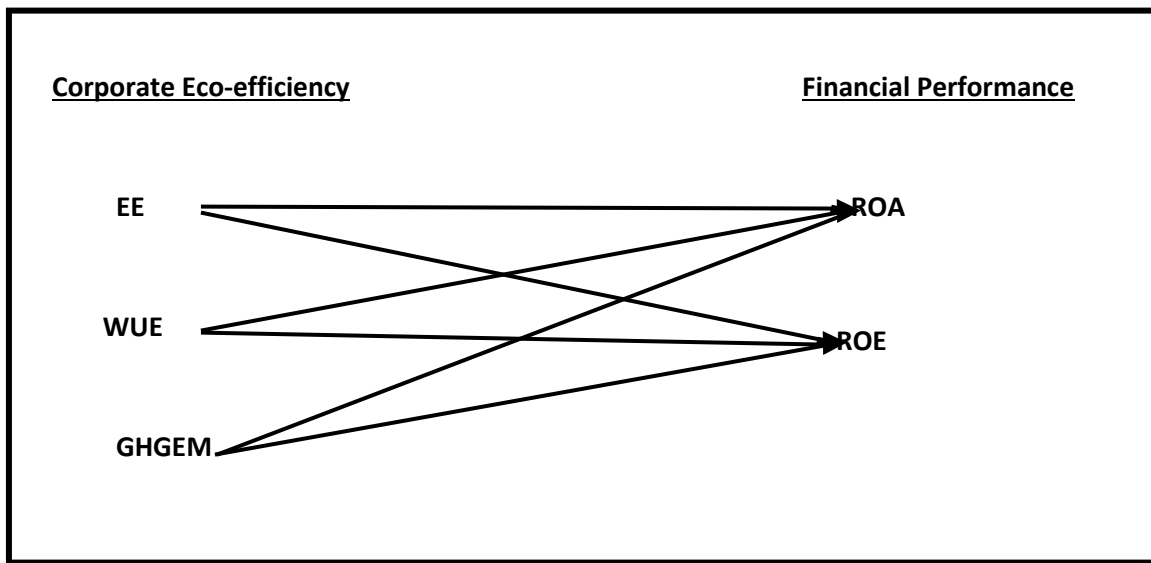 Corporate Eco-efficiency
Financial Performance
EE
ROA
WUE
ROE
GHGEM